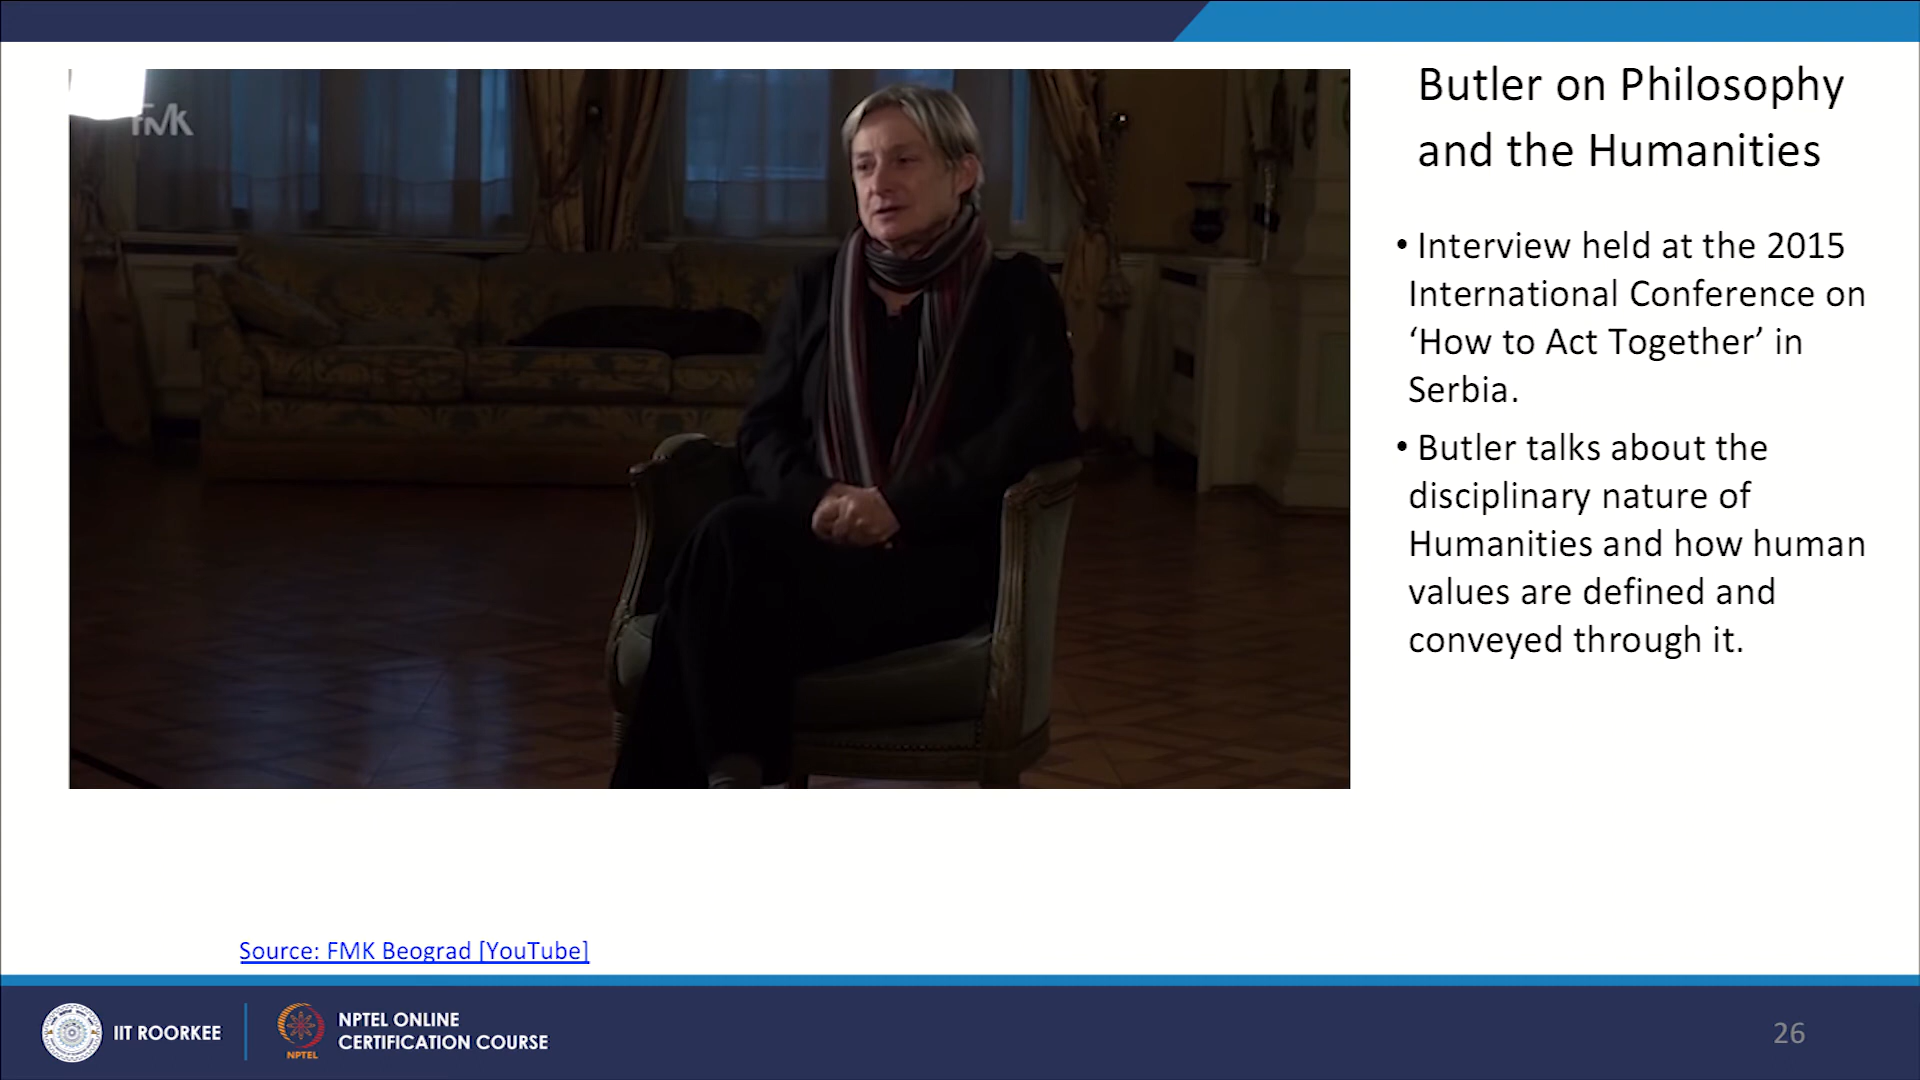 FMK
Butler on Philosophy
and the Humanities
• Interview held at the 2015
International Conference on
‘How to Act Together’ in
Serbia.
• Butler talks about the
disciplinary nature of
Humanities and how human
values are defined and
conveyed through it.
Source: FMK Beograd [YouTube]
IIT ROORKEE
NPTEL
NPTEL ONLINE
CERTIFICATION COURSE
26